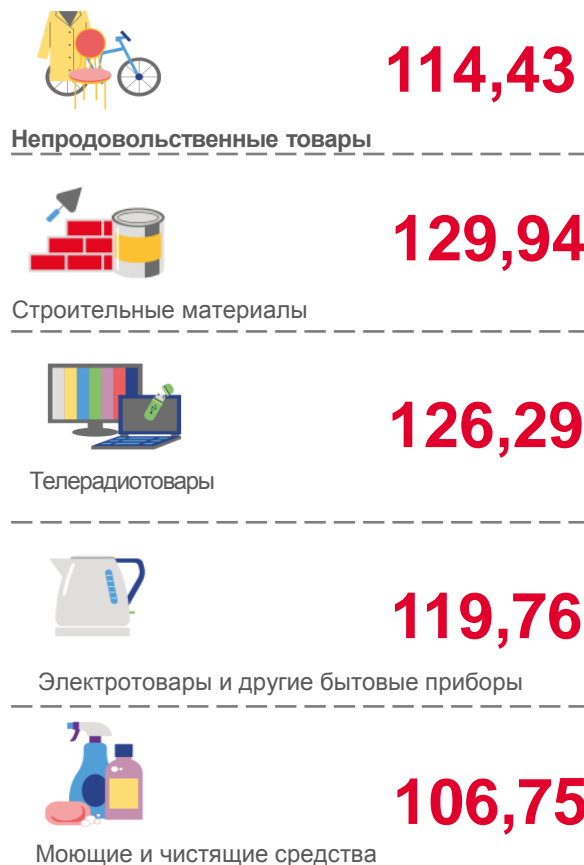 114,43
Непродовольственные товары
129,94
Строительные материалы
126,29
Телерадиотовары
119,76
Электротовары и другие бытовые приборы
106,75
Моющие и чистящие средства